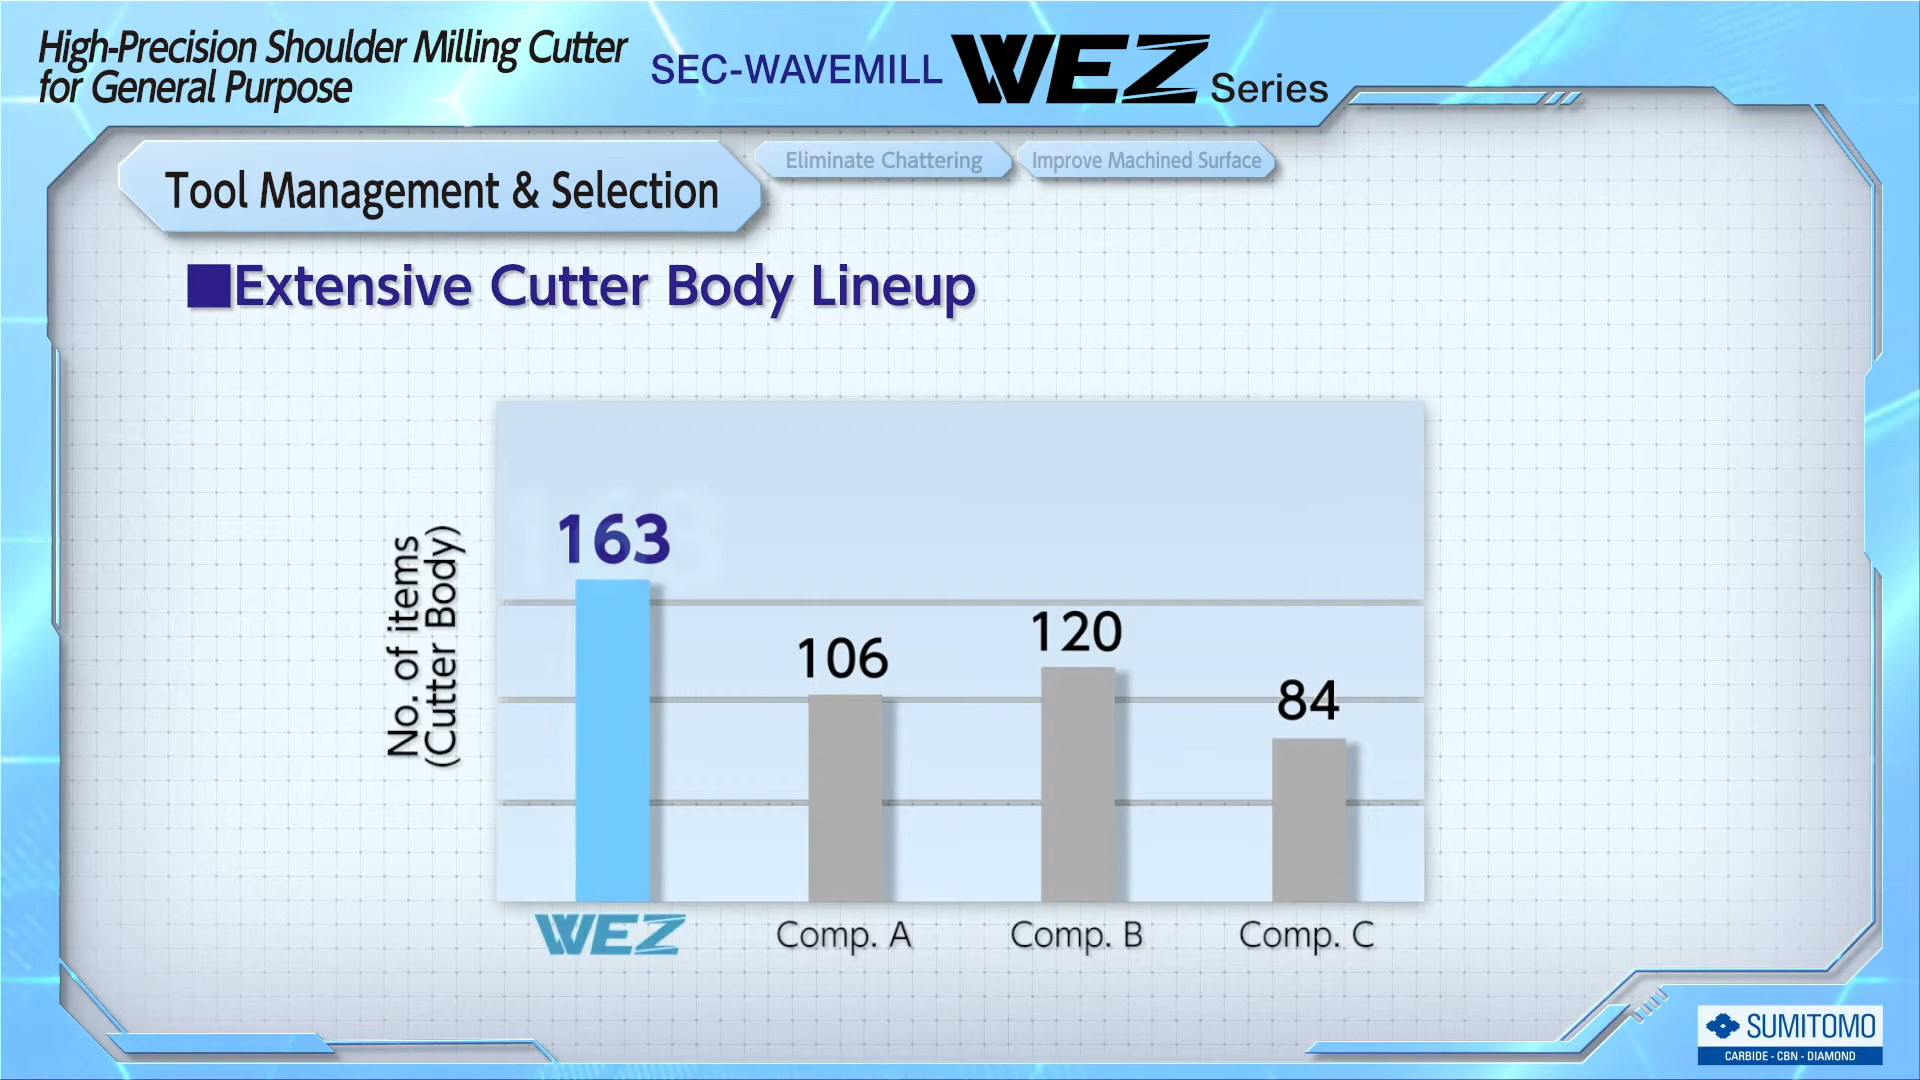 High-Precision Shoulder Milling Cutter
for General Purpose
SEC-WAVEMILL WEZ Series
Tool Management & Selection
Eliminate Chattering
Improve Machined Surface
■Extensive Cutter Body Lineup
No. of items
(Cutter Body)
163
106
120
84
WEZ
Comp. A
Comp. B
Comp. C
SUMITOMO
CARBIDE - CBN - DIAMOND